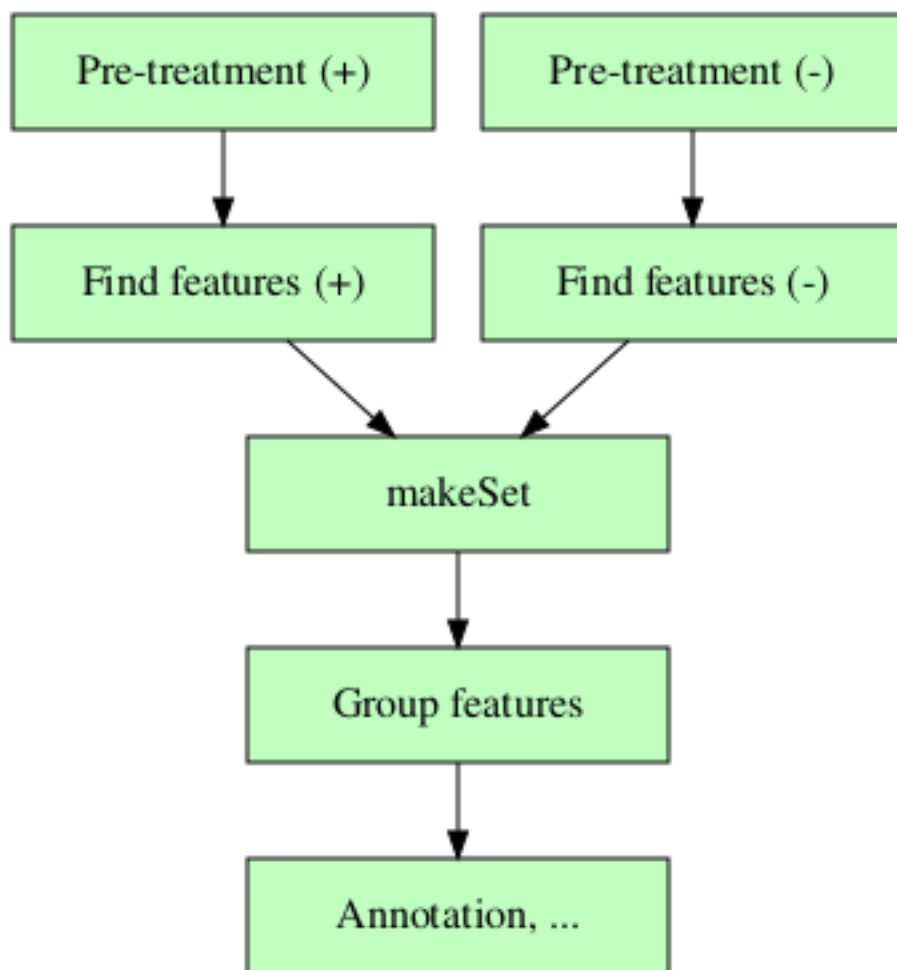 Pre-treatment (+)
Pre-treatment (-)
Find features (+)
Find features (-)
makeSet
Group features
Annotation, ...